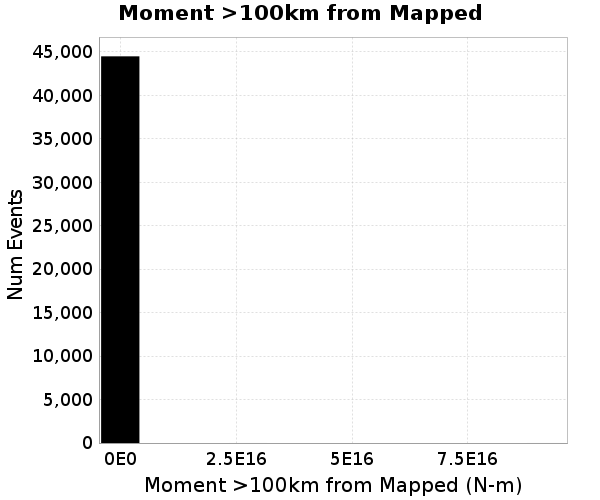 Moment >100km from Mapped
45,000
40,000
35,000
30,000
25,000
20,000
15,000
10,000
5,000
0
Num Events
0E0 2.5E16 5E16 7.5E16
Moment >100km from Mapped (N-m)